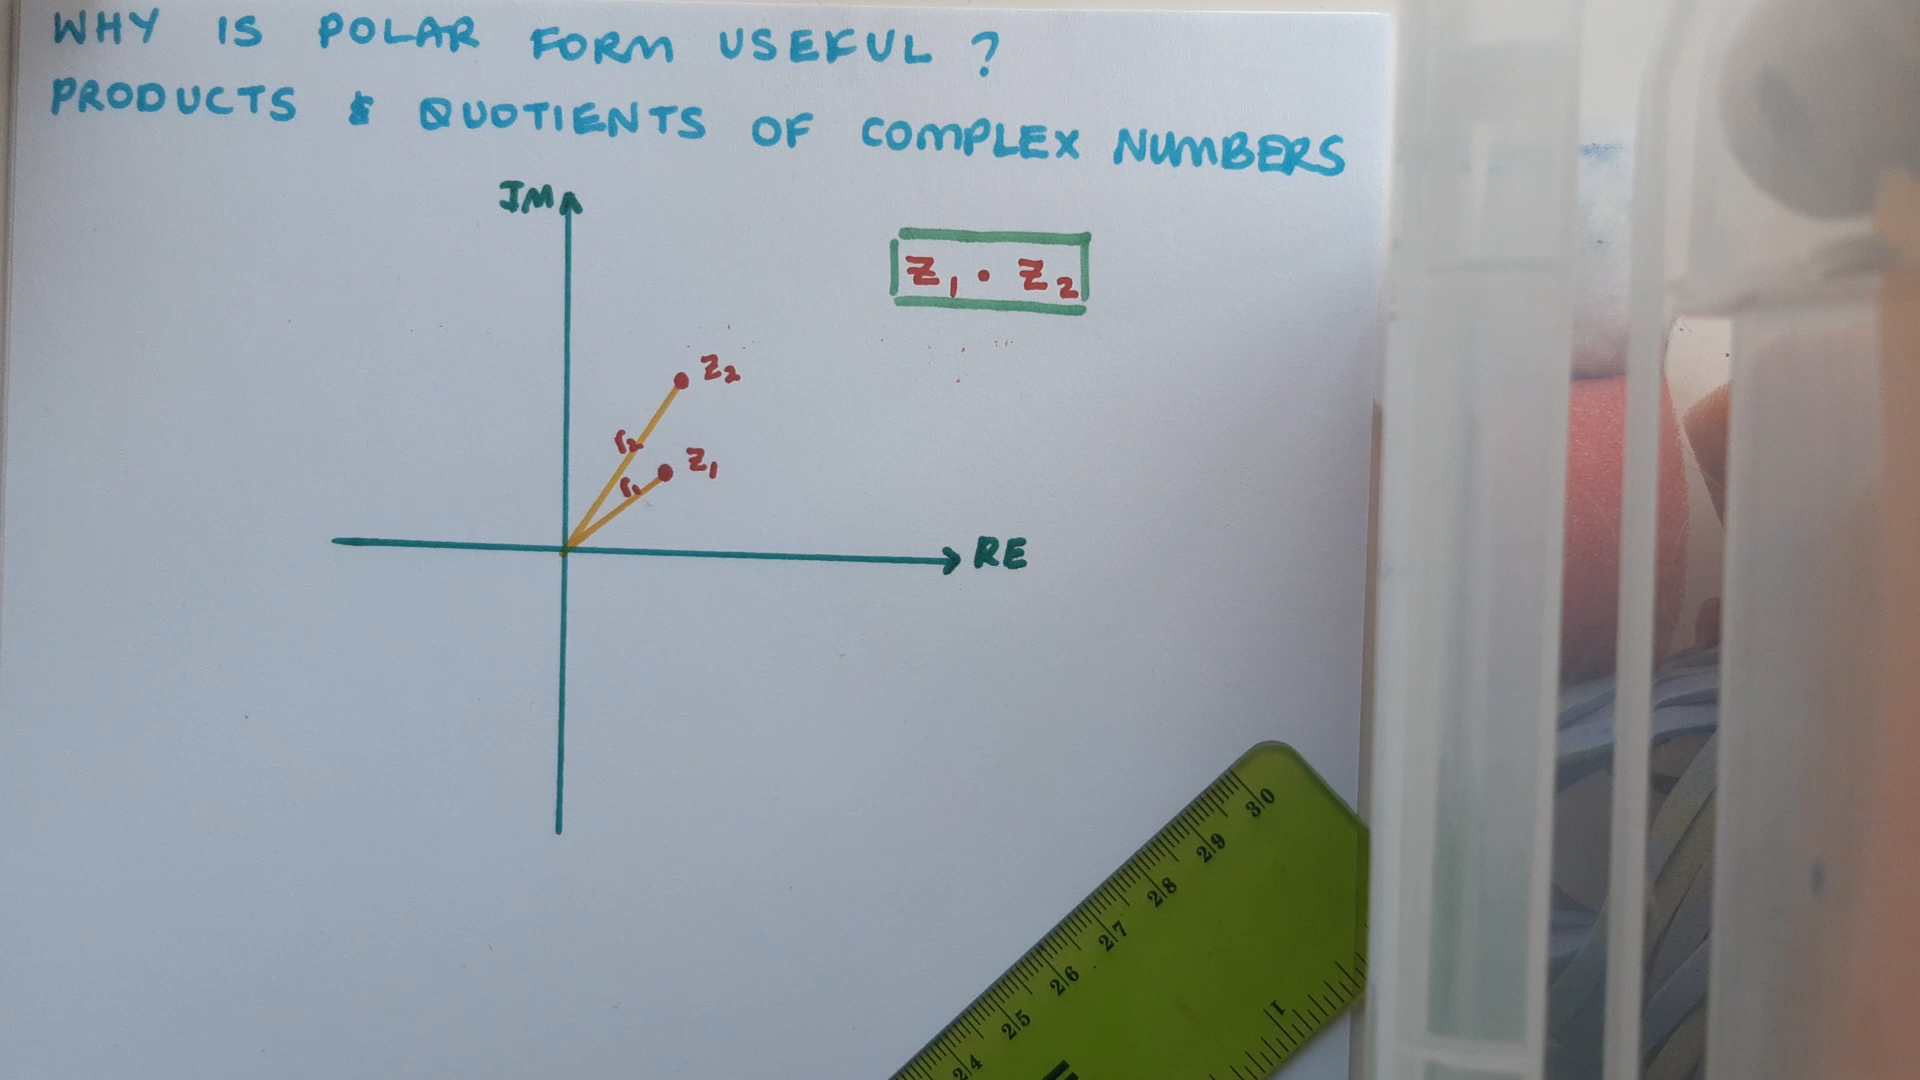 WHY IS POLAR FORM USEFUL ?
PRODUCTS & QUOTIENTS OF COMPLEX NUMBERS
IM
z₁ · z₂
z₂
r₂
z₁
r₁
RE
30
29
28
27
26
25
24
1